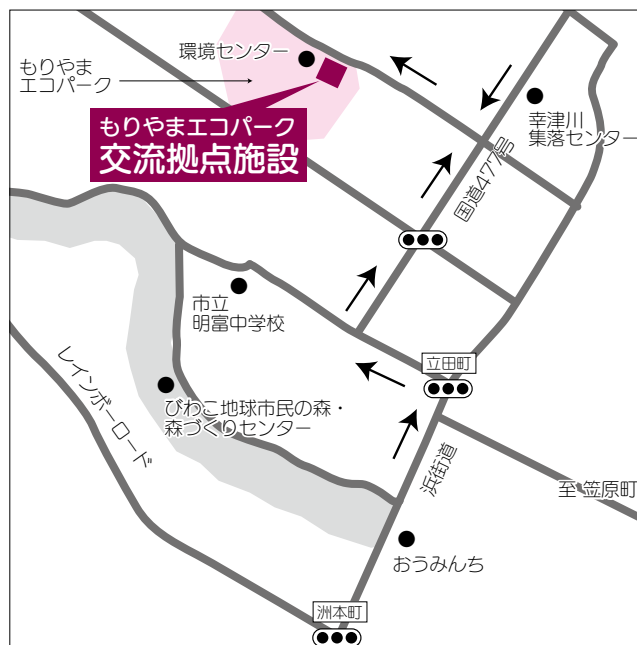 環境センター
もりやま
エコパーク
もりやまエコパーク
交流拠点施設
幸津川
集落センター
国道477号
市立
明富中学校
立田町
びわこ地球市民の森・
森づくりセンター
レインボーロード
浜街道
至 笠原町
おうみんち
洲本町